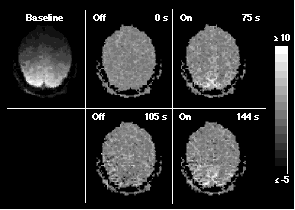 Baseline
Off 0 s
On 75 s
≥ 10
Off 105 s
On 144 s
≤ -5